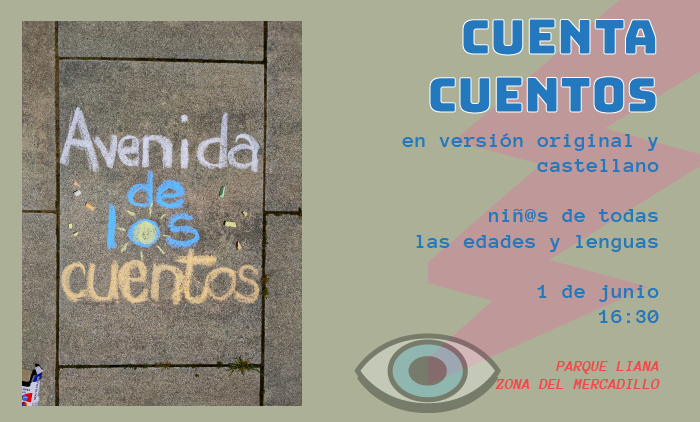 Avenida
de
los
cuentos
CUENTA
CUENTOS
en versión original y
castellano
niñ@s de todas
las edades y lenguas
1 de junio
16:30
PARQUE LIANA
ZONA DEL MERCADILLO